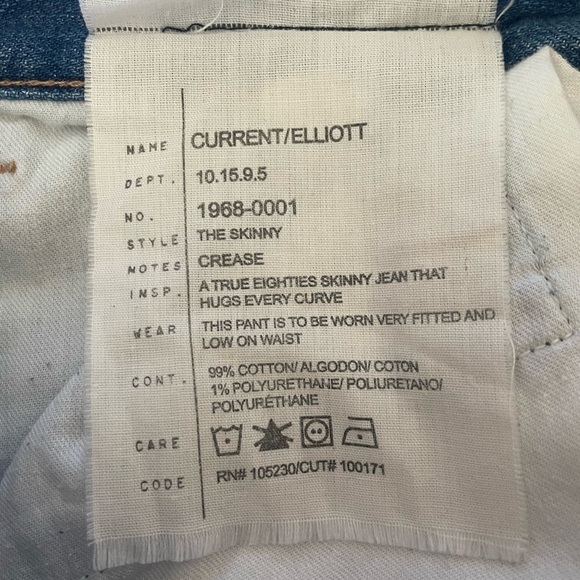 NAME CURRENT/ELLIOTT
DEPT. 10.15.9.5
NO. 1968-0001
STYLE THE SKINNY
NOTES CREASE
INSP. A TRUE EIGHTIES SKINNY JEAN THAT
HUGS EVERY CURVE
WEAR THIS PANT IS TO BE WORN VERY FITTED AND
LOW ON WAIST
CONT. 99% COTTON/ ALGODON/ COTON
1% POLYURETHANE/ POLIURETANO/
POLYURÉTHANE
CARE
CODE RN# 105230/CUT# 100171